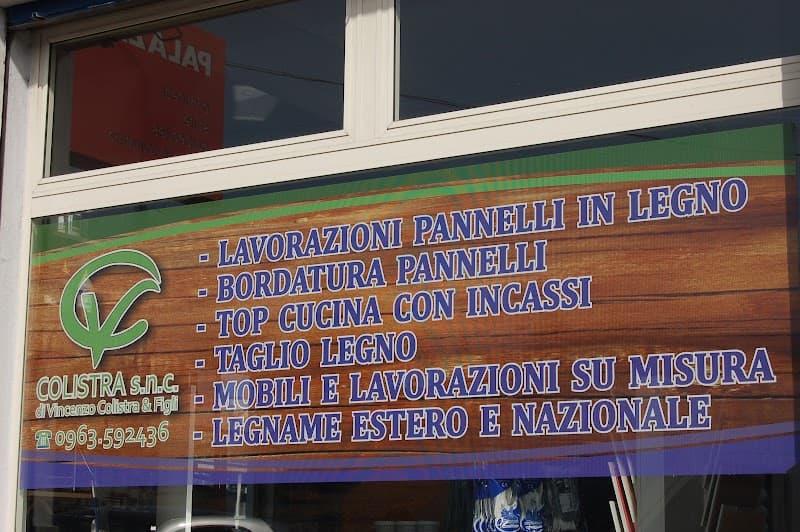 PALAZ
- LAVORAZIONI PANNELLI IN LEGNO
- BORDATURA PANNELLI
- TOP CUCINA CON INCASSI
- TAGLIO LEGNO
- MOBILI E LAVORAZIONI SU MISURA
- LEGNAME ESTERO E NAZIONALE
COLISTRA s.n.c.
di Vincenzo Colistra & Figli
☎ 0963.592436